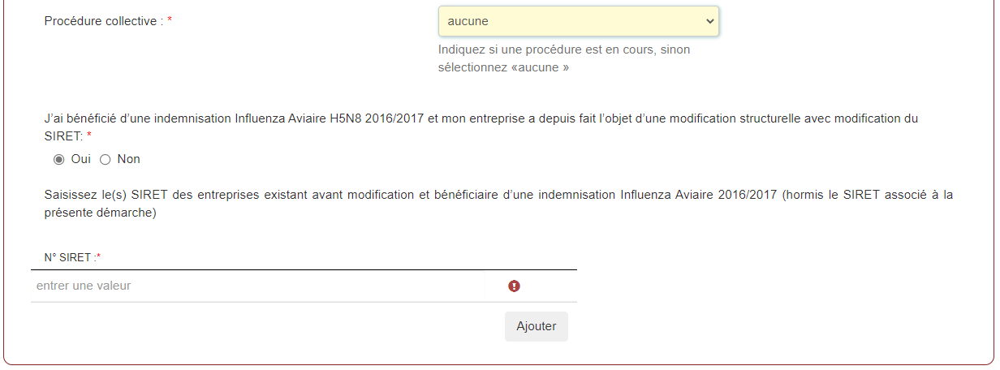 Procédure collective : *
aucune
Indiquez si une procédure est en cours, sinon
sélectionnez «aucune »
J’ai bénéficié d’une indemnisation Influenza Aviaire H5N8 2016/2017 et mon entreprise a depuis fait l’objet d’une modification structurelle avec modification du
SIRET: *
Oui Non
Saisissez le(s) SIRET des entreprises existant avant modification et bénéficiaire d’une indemnisation Influenza Aviaire 2016/2017 (hormis le SIRET associé à la
présente démarche)
N° SIRET :*
entrer une valeur
Ajouter